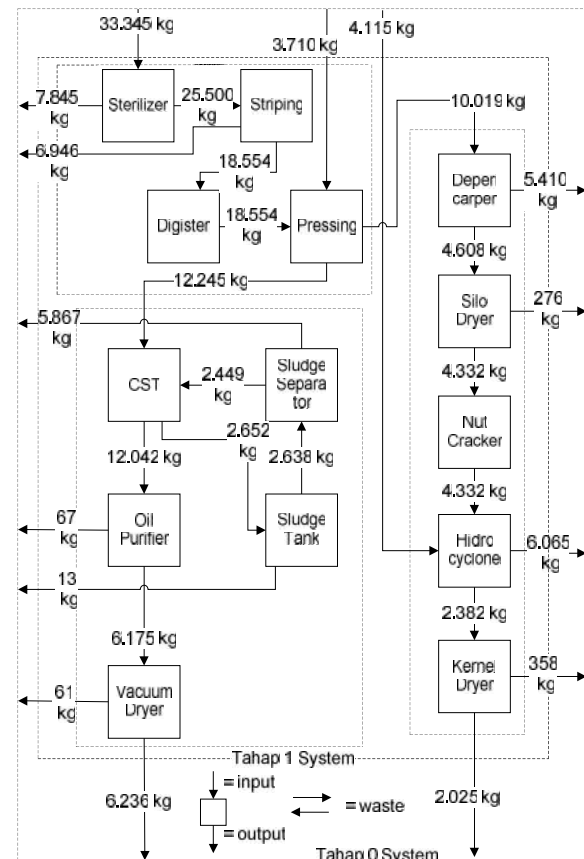 33.345 kg
3.710 kg
4.115 kg
7.845
kg
Sterilizer
25.500
kg
Striping
10.019 kg
6.946
kg
18.554
kg
Digister
18.554
kg
Pressing
Depen
carper
5.410
kg
4.608 kg
12.245 kg
Silo
Dryer
276
kg
5.867
kg
CST
2.449
kg
Sludge
Separa
tor
4.332 kg
Nut
Cracker
2.652
kg
12.042 kg
2.638 kg
4.332 kg
67
kg
Oil
Purifier
Sludge
Tank
Hidro
cyclone
6.065
kg
13
kg
2.382 kg
6.175 kg
61
kg
Vacuum
Dryer
Kernel
Dryer
358
kg
Tahap 1 System
6.236 kg
= input
= waste
= output
2.025 kg
Tahap 0 System